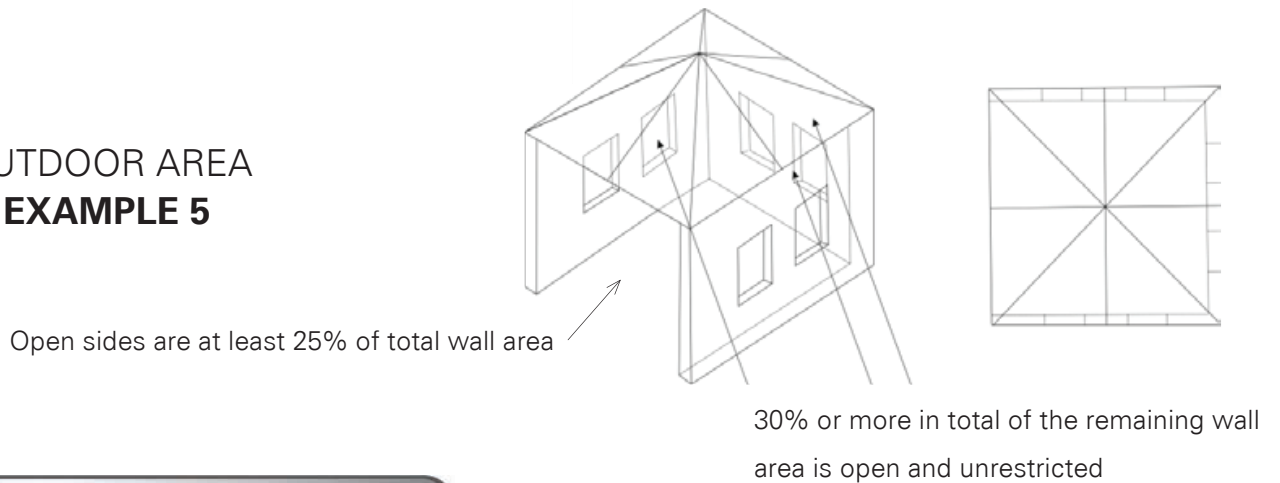 UTDOOR AREA
EXAMPLE 5
Open sides are at least 25% of total wall area
30% or more in total of the remaining wall
area is open and unrestricted